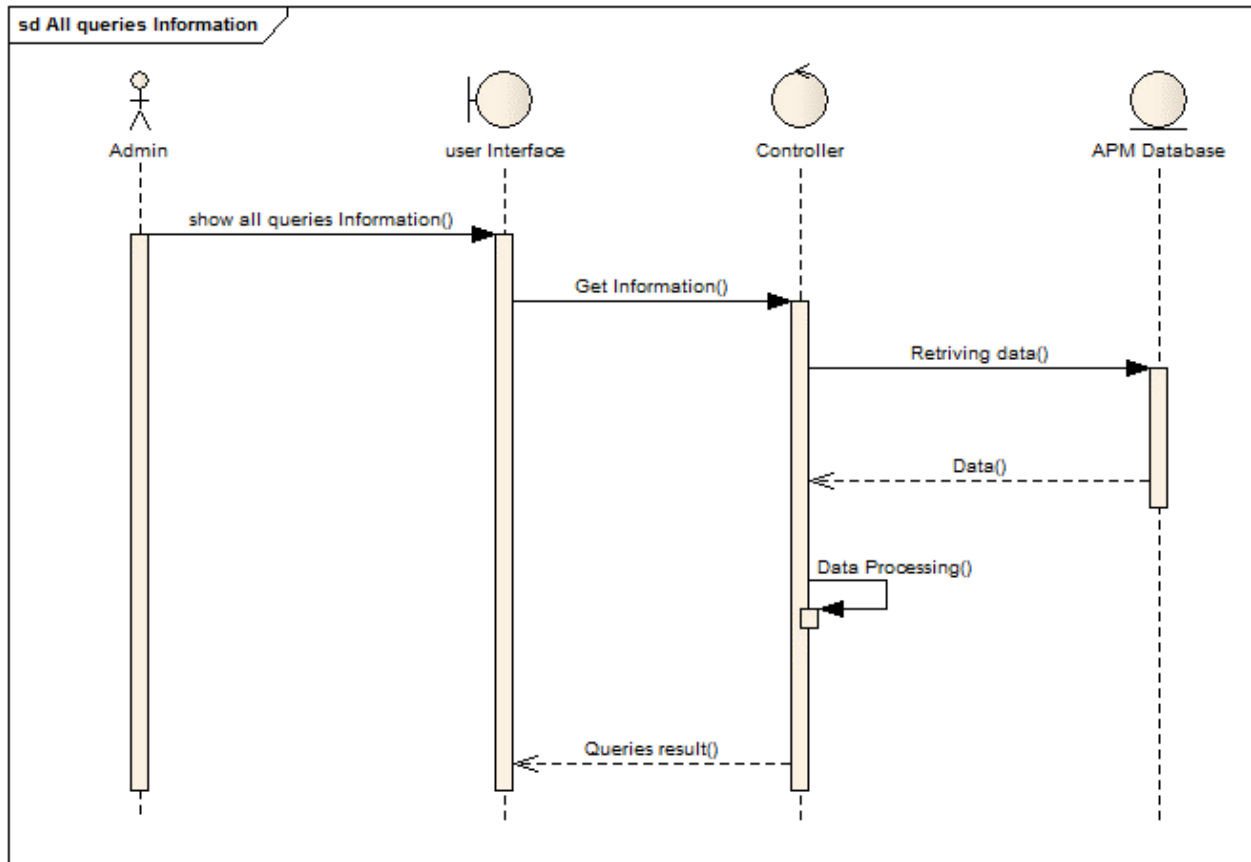 sd All queries Information
Admin
user Interface
Controller
APM Database
show all queries Information()
Get Information()
Retriving data()
Data()
Data Processing()
Queries result()